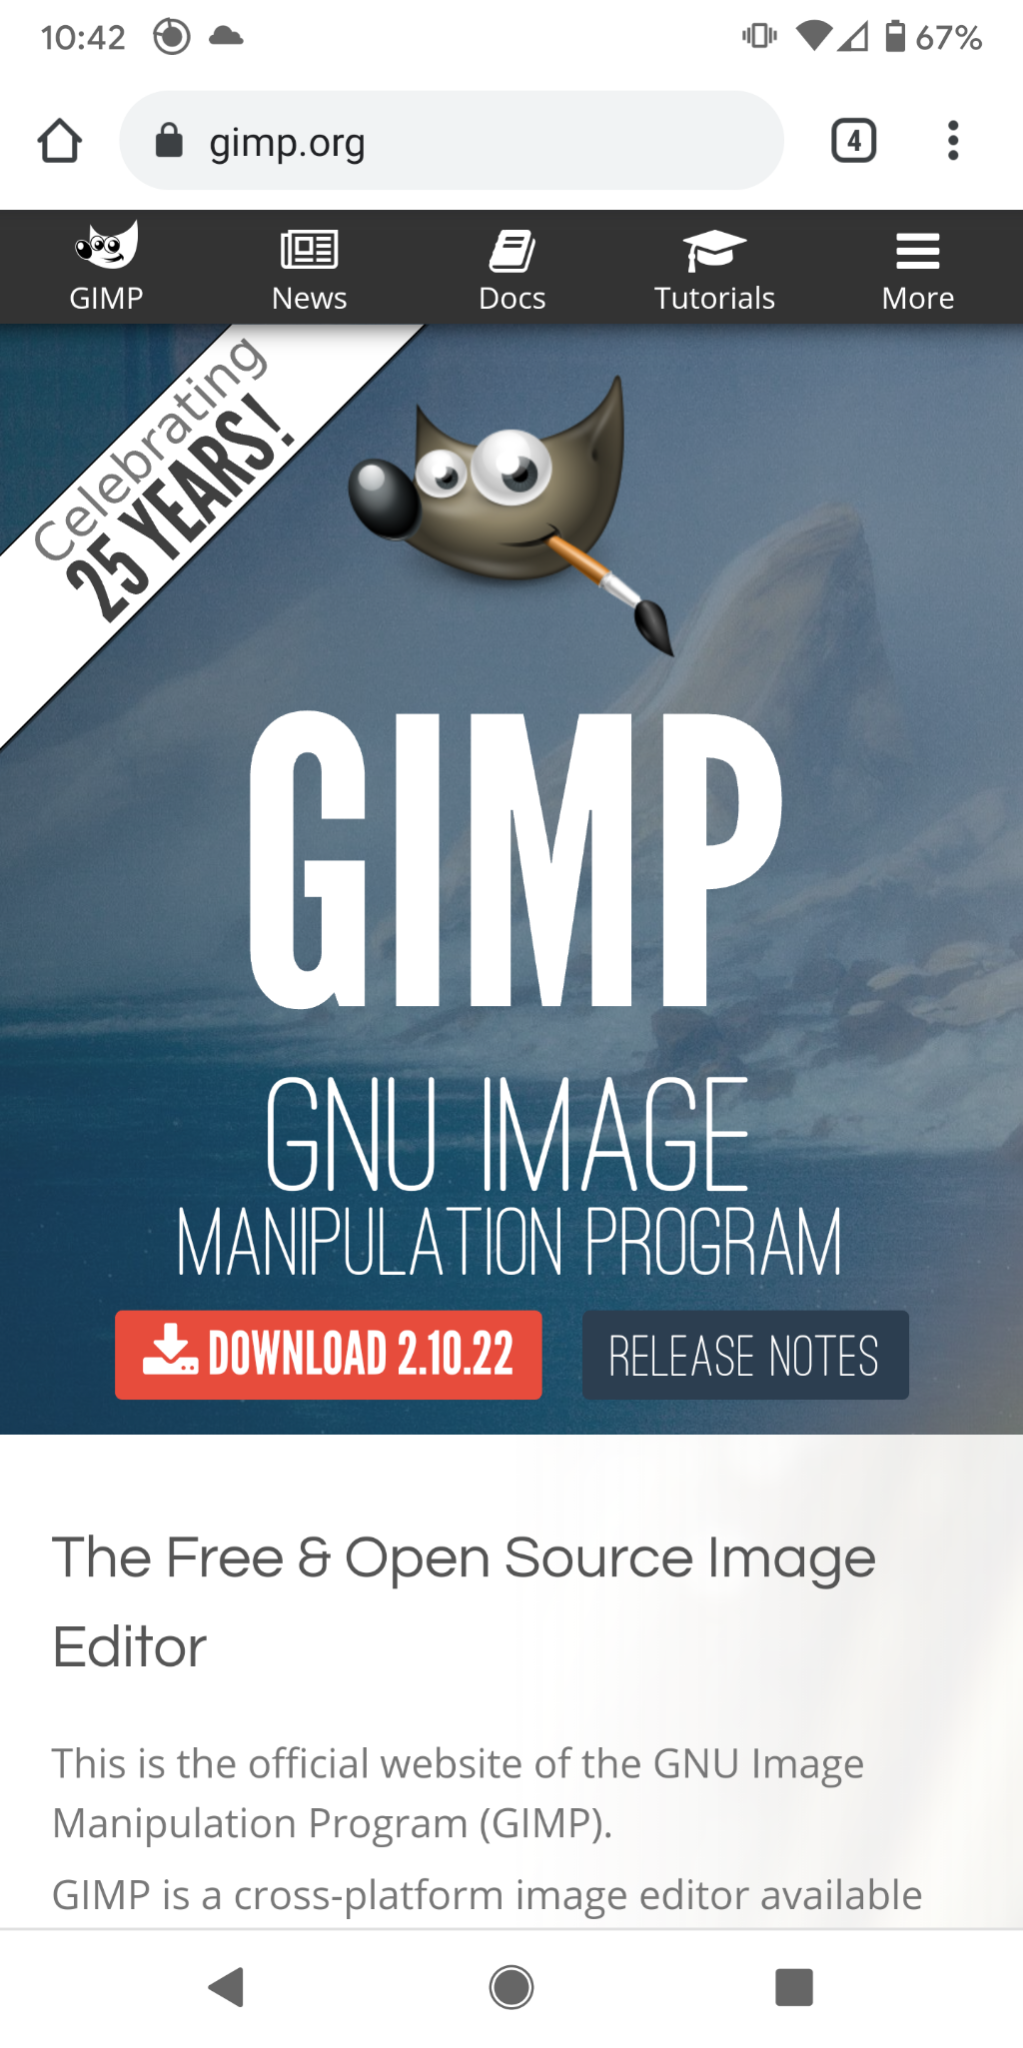 10:42
67%
gimp.org
4
GIMP
News
Docs
Tutorials
More
Celebrating
25 YEARS!
GIMP
GNU IMAGE
MANIPULATION PROGRAM
DOWNLOAD 2.10.22
RELEASE NOTES
The Free & Open Source Image
Editor
This is the official website of the GNU Image
Manipulation Program (GIMP).
GIMP is a cross-platform image editor available